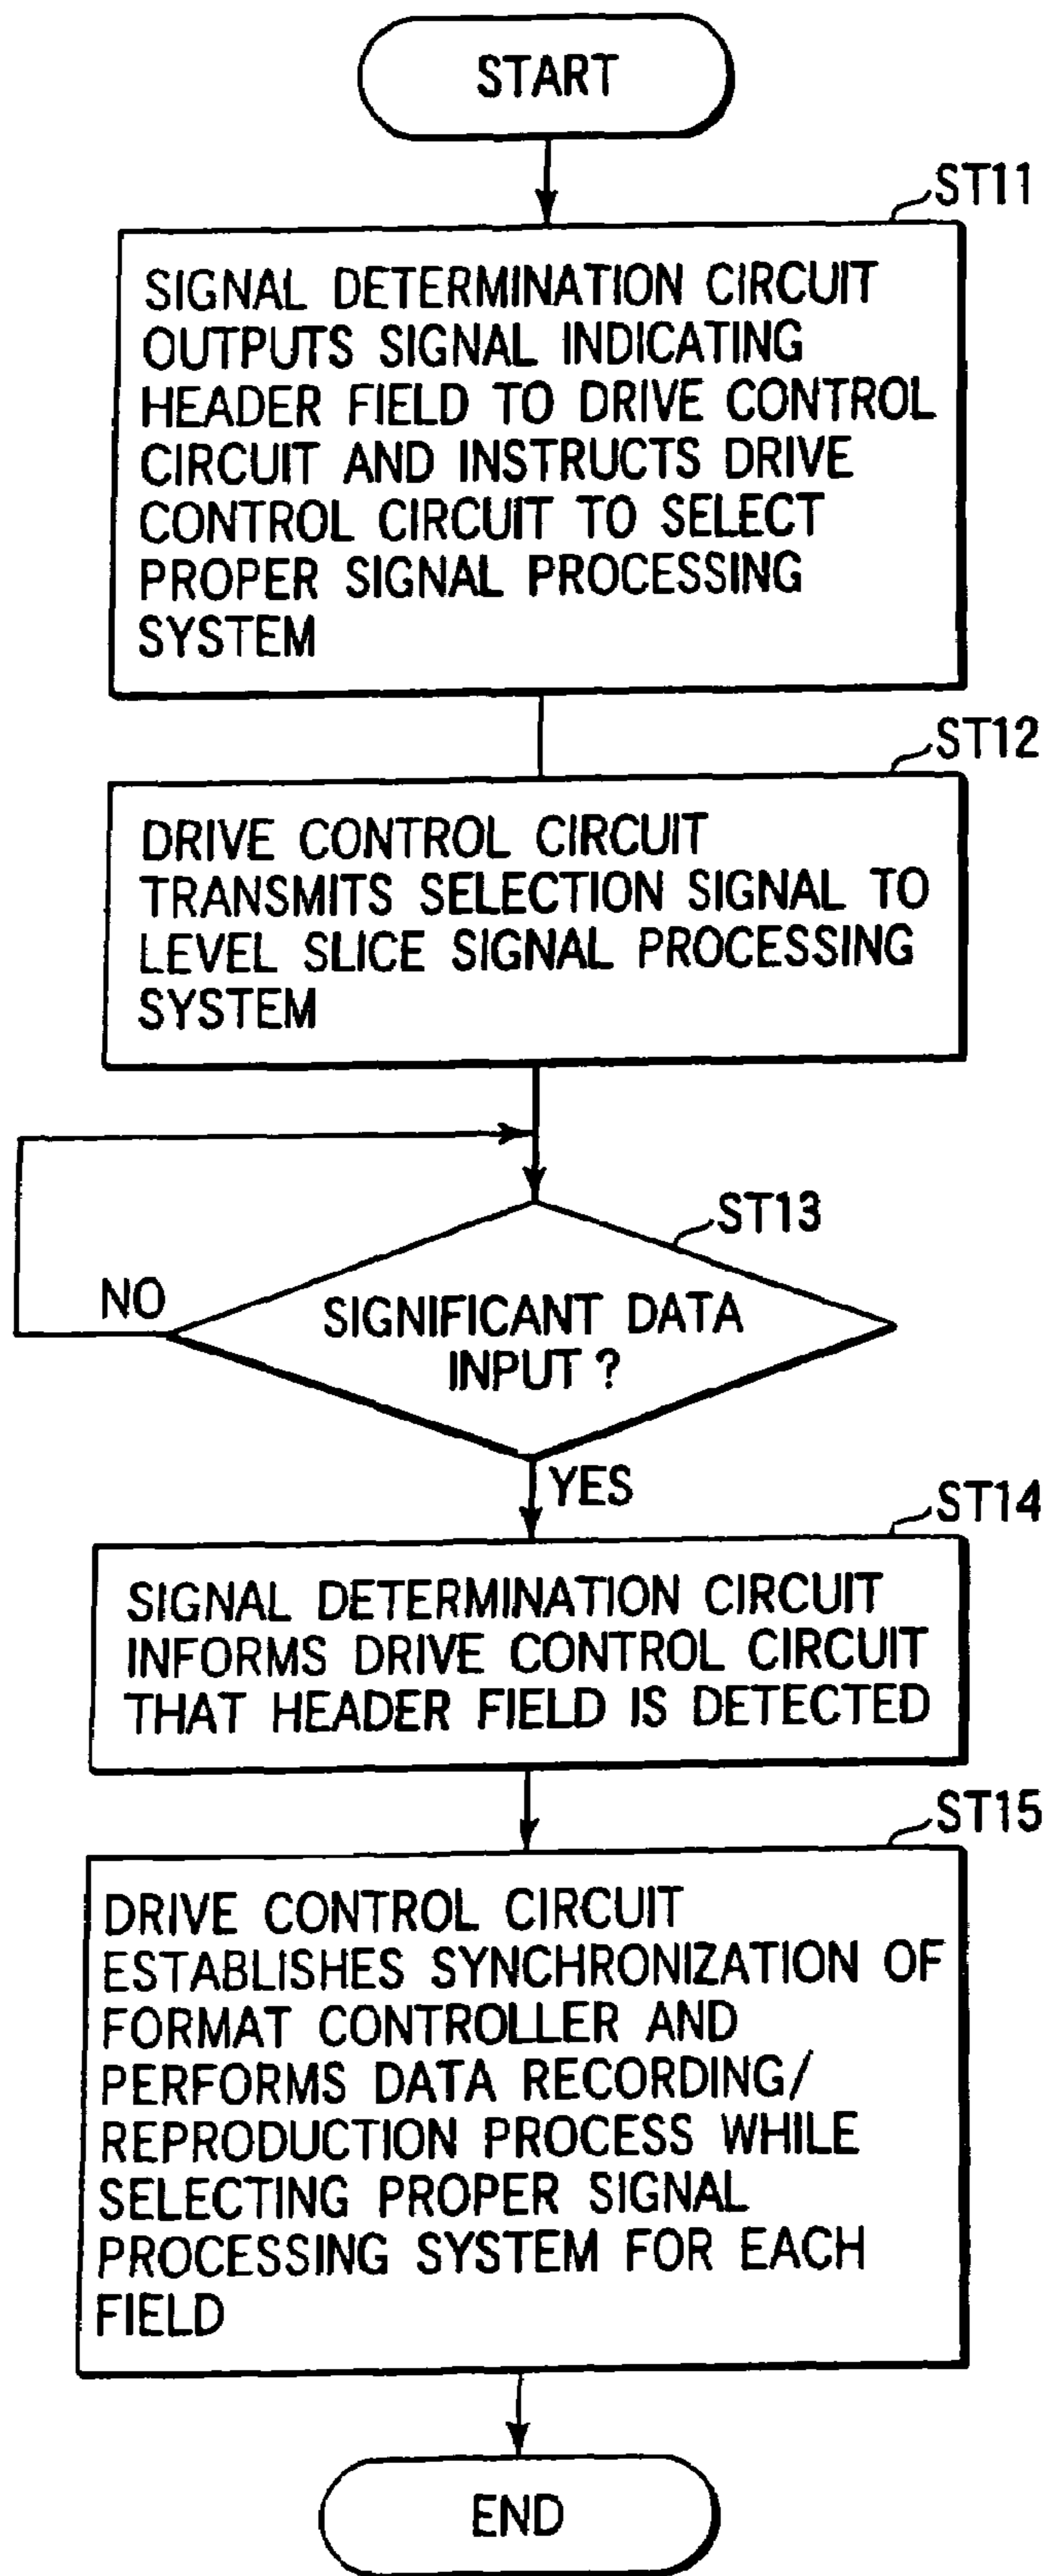 START
ST11
SIGNAL DETERMINATION CIRCUIT
OUTPUTS SIGNAL INDICATING
HEADER FIELD TO DRIVE CONTROL
CIRCUIT AND INSTRUCTS DRIVE
CONTROL CIRCUIT TO SELECT
PROPER SIGNAL PROCESSING
SYSTEM
ST12
DRIVE CONTROL CIRCUIT
TRANSMITS SELECTION SIGNAL TO
LEVEL SLICE SIGNAL PROCESSING
SYSTEM
ST13
NO
SIGNIFICANT DATA
INPUT ?
YES
ST14
SIGNAL DETERMINATION CIRCUIT
INFORMS DRIVE CONTROL CIRCUIT
THAT HEADER FIELD IS DETECTED
ST15
DRIVE CONTROL CIRCUIT
ESTABLISHES SYNCHRONIZATION OF
FORMAT CONTROLLER AND
PERFORMS DATA RECORDING/
REPRODUCTION PROCESS WHILE
SELECTING PROPER SIGNAL
PROCESSING SYSTEM FOR EACH
FIELD
END